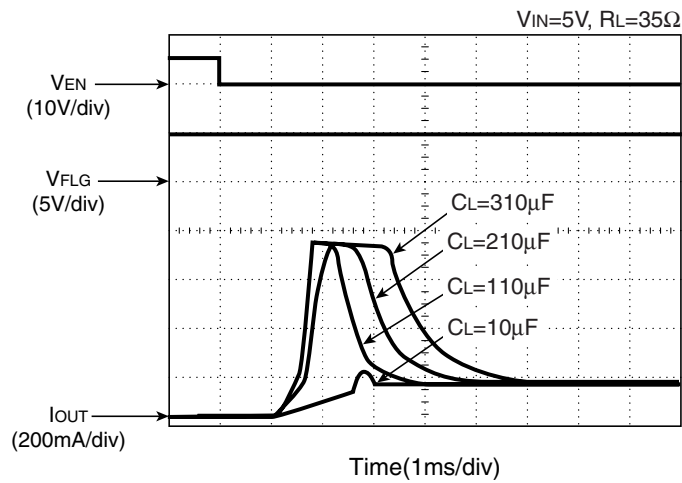 VIN=5V, RL=35Ω
VEN
(10V/div)
VFLG
(5V/div)
CL=310µF
CL=210µF
CL=110µF
CL=10µF
IOUT
(200mA/div)
Time(1ms/div)